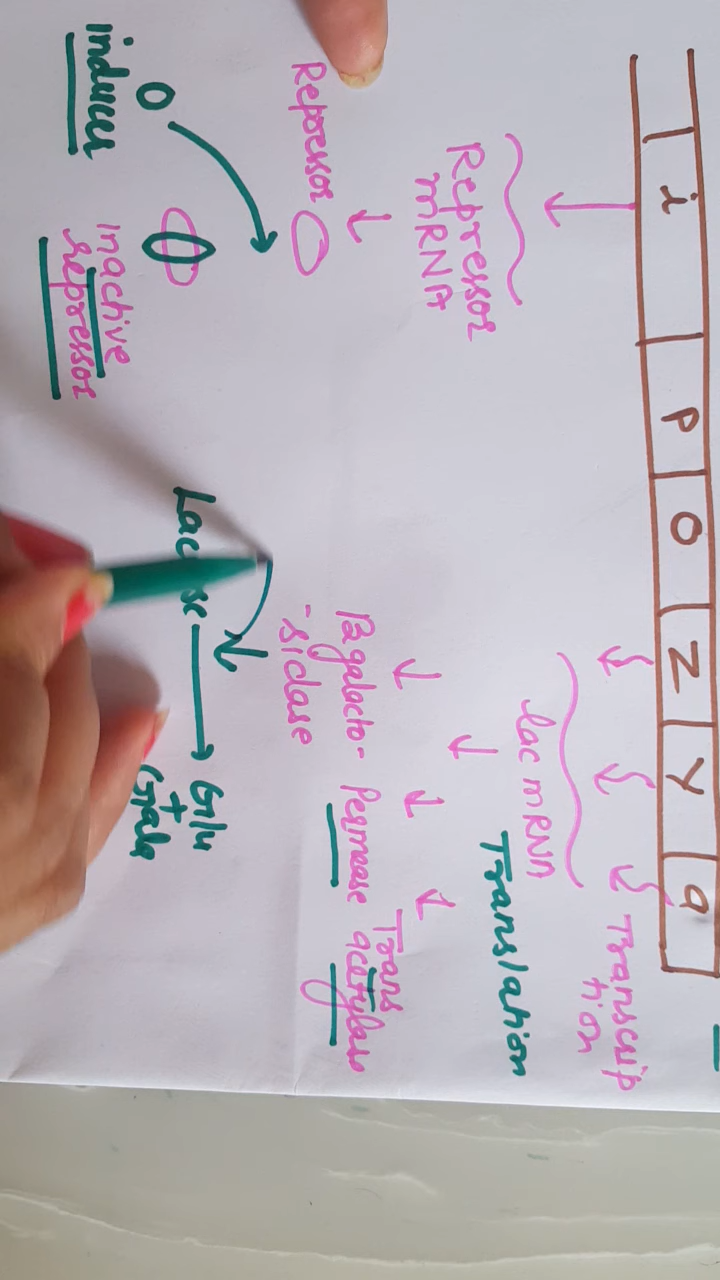 i P O Z Y a
Transcrip
tion
Repressor
mRNA
lac mRNA
Translation
Repressor
β galacto-
-sidase
Permease
Trans
acetylase
inducer
Inactive
repressor
Glu
+
Gala